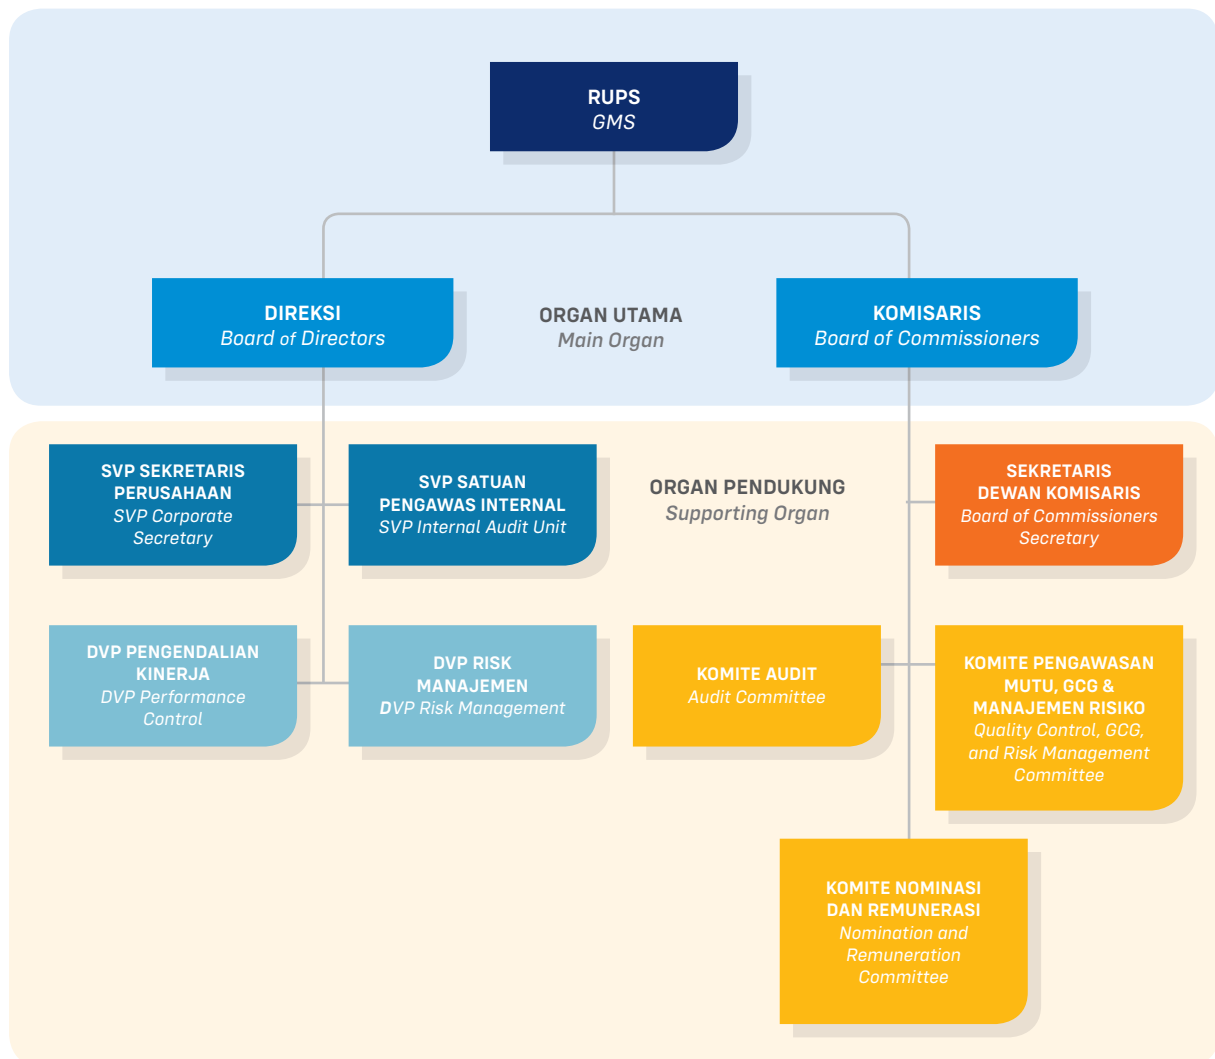 RUPS
GMS
DIREKSI
Board of Directors
ORGAN UTAMA
Main Organ
KOMISARIS
Board of Commissioners
SVP SEKRETARIS
PERUSAHAAN
SVP Corporate
Secretary
SVP SATUAN
PENGAWAS INTERNAL
SVP Internal Audit Unit
ORGAN PENDUKUNG
Supporting Organ
SEKRETARIS
DEWAN KOMISARIS
Board of Commissioners
Secretary
DVP PENGENDALIAN
KINERJA
DVP Performance
Control
DVP RISK
MANAJEMEN
DVP Risk Management
KOMITE AUDIT
Audit Committee
KOMITE PENGAWASAN
MUTU, GCG &
MANAJEMEN RISIKO
Quality Control, GCG,
and Risk Management
Committee
KOMITE NOMINASI
DAN REMUNERASI
Nomination and
Remuneration
Committee